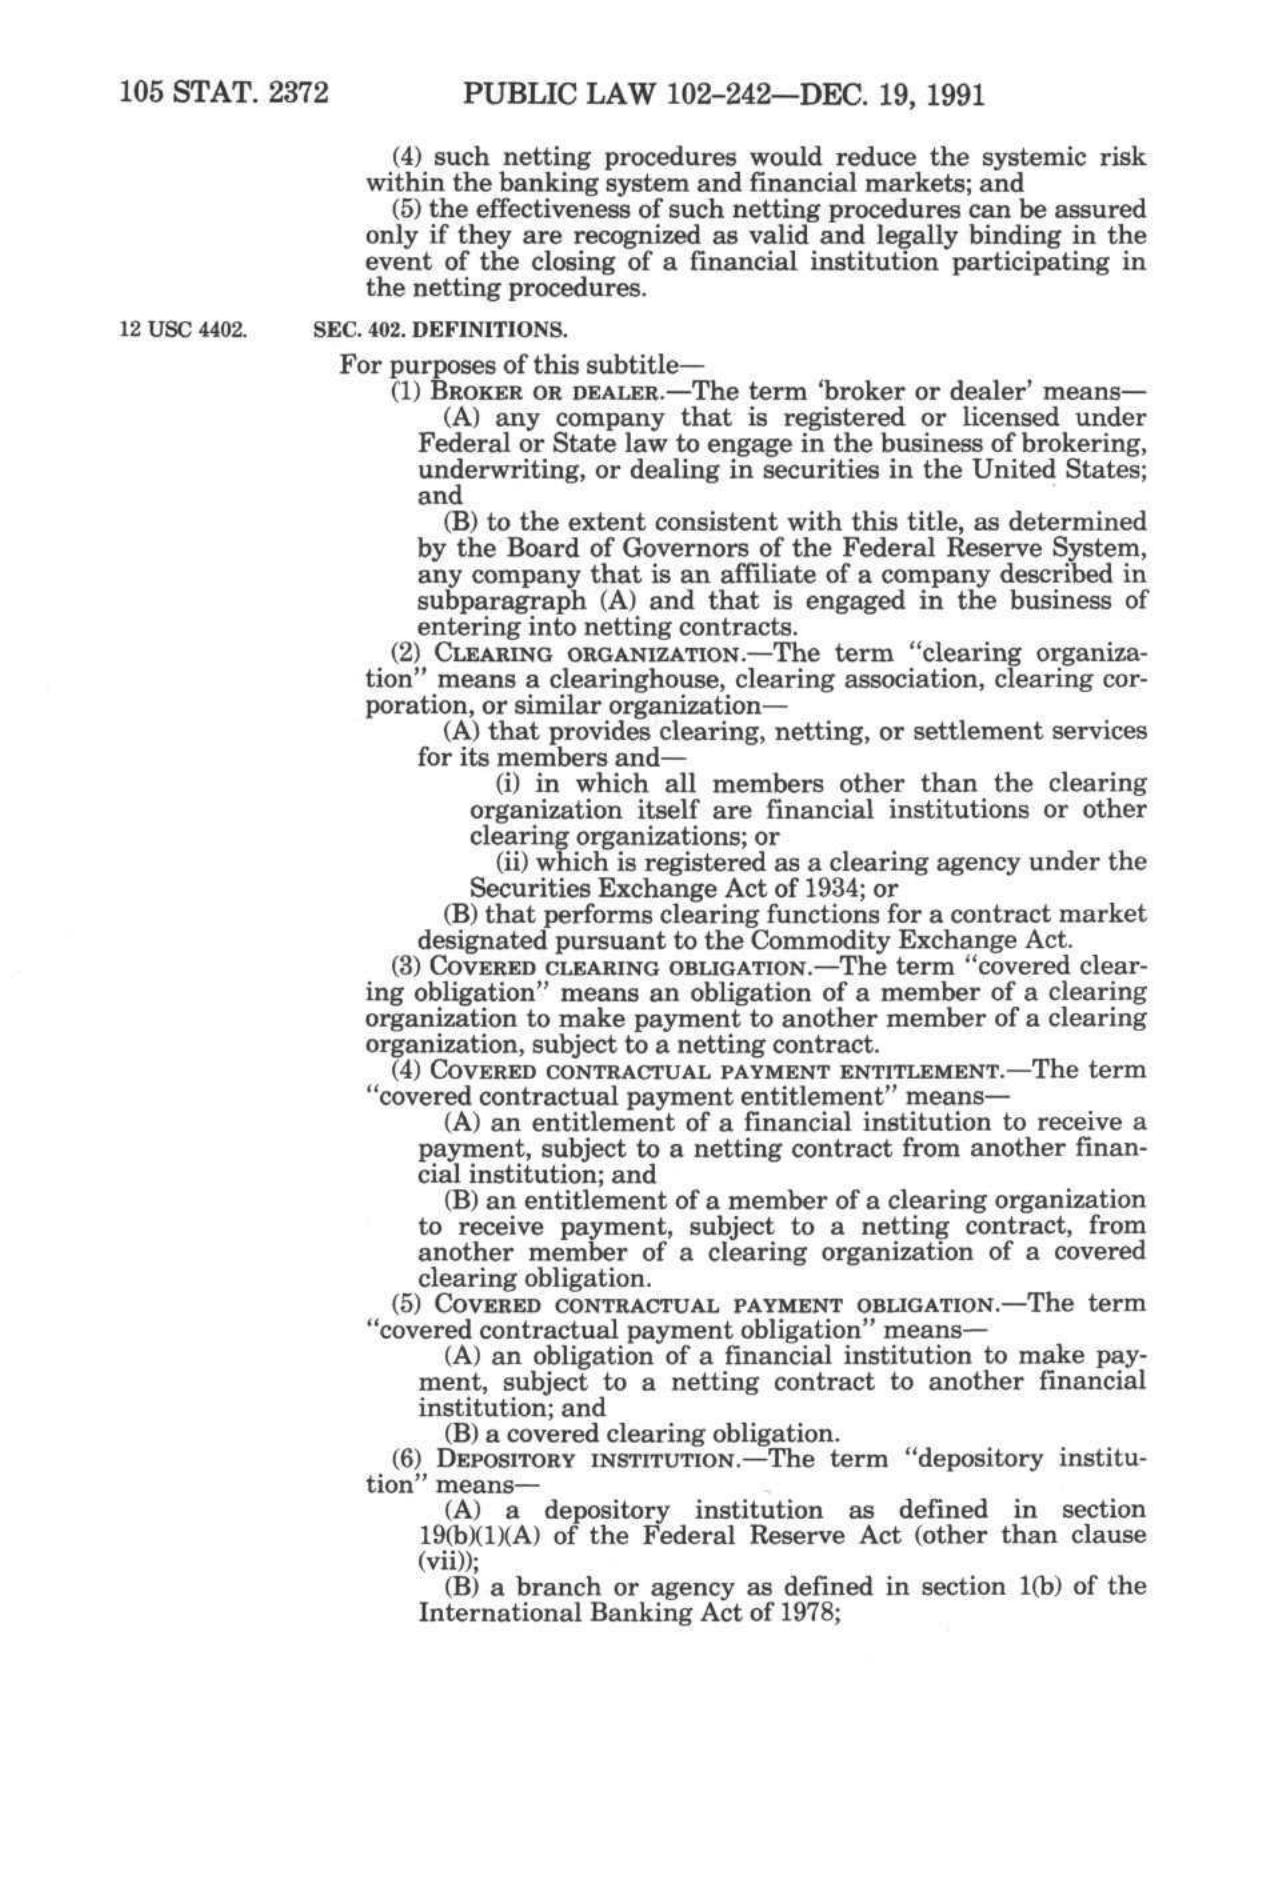 105 STAT. 2372 PUBLIC LAW 102-242—DEC. 19, 1991
(4) such netting procedures would reduce the systemic risk
within the banking system and financial markets; and
(5) the effectiveness of such netting procedures can be assured
only if they are recognized as valid and legally binding in the
event of the closing of a financial institution participating in
the netting procedures.
12 USC 4402. SEC. 402. DEFINITIONS.
For purposes of this subtitle—
(1) BROKER OR DEALER.—The term ‘broker or dealer’ means—
(A) any company that is registered or licensed under
Federal or State law to engage in the business of brokering,
underwriting, or dealing in securities in the United States;
and
(B) to the extent consistent with this title, as determined
by the Board of Governors of the Federal Reserve System,
any company that is an affiliate of a company described in
subparagraph (A) and that is engaged in the business of
entering into netting contracts.
(2) CLEARING ORGANIZATION.—The term “clearing organiza-
tion” means a clearinghouse, clearing association, clearing cor-
poration, or similar organization—
(A) that provides clearing, netting, or settlement services
for its members and—
(i) in which all members other than the clearing
organization itself are financial institutions or other
clearing organizations; or
(ii) which is registered as a clearing agency under the
Securities Exchange Act of 1934; or
(B) that performs clearing functions for a contract market
designated pursuant to the Commodity Exchange Act.
(3) COVERED CLEARING OBLIGATION.—The term “covered clear-
ing obligation” means an obligation of a member of a clearing
organization to make payment to another member of a clearing
organization, subject to a netting contract.
(4) COVERED CONTRACTUAL PAYMENT ENTITLEMENT.—The term
“covered contractual payment entitlement” means—
(A) an entitlement of a financial institution to receive a
payment, subject to a netting contract from another finan-
cial institution; and
(B) an entitlement of a member of a clearing organization
to receive payment, subject to a netting contract, from
another member of a clearing organization of a covered
clearing obligation.
(5) COVERED CONTRACTUAL PAYMENT OBLIGATION.—The term
“covered contractual payment obligation” means—
(A) an obligation of a financial institution to make pay-
ment, subject to a netting contract to another financial
institution; and
(B) a covered clearing obligation.
(6) DEPOSITORY INSTITUTION.—The term “depository institu-
tion” means—
(A) a depository institution as defined in section
19(b)(1)(A) of the Federal Reserve Act (other than clause
(vii));
(B) a branch or agency as defined in section 1(b) of the
International Banking Act of 1978;